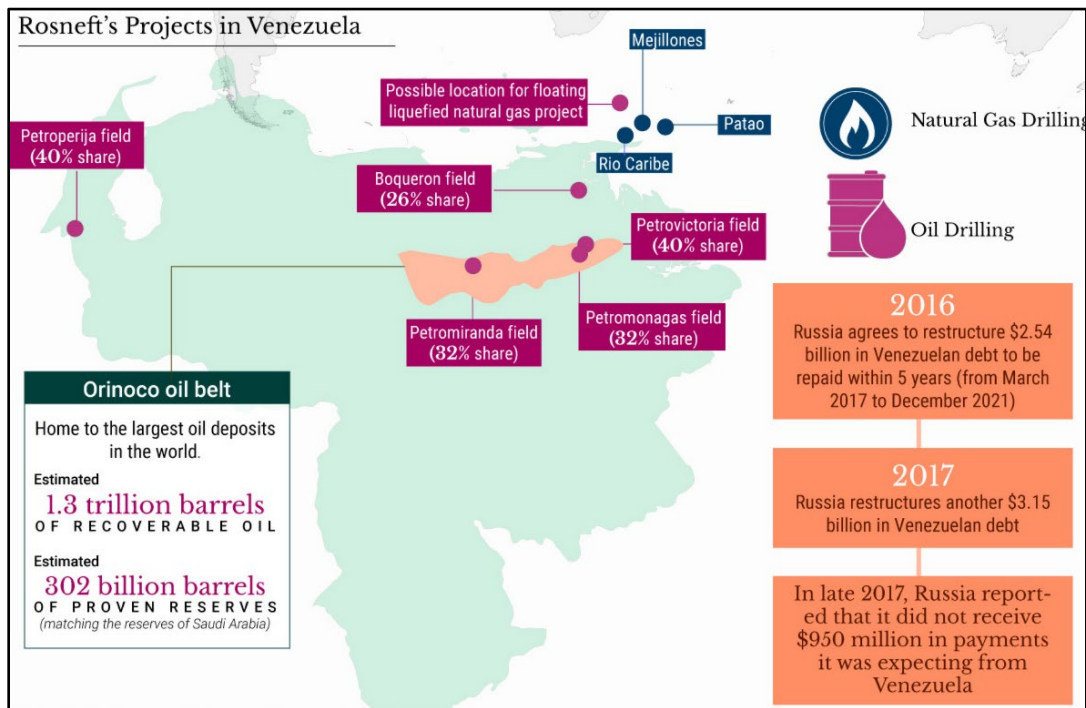 Rosneft's Projects in Venezuela
Mejillones
Possible location for floating
liquefied natural gas project
Patao
Rio Caribe
Natural Gas Drilling
Petroperija field
(40% share)
Boqueron field
(26% share)
Petrovictoria field
(40% share)
Oil Drilling
Petromiranda field
(32% share)
Petromonagas field
(32% share)
Orinoco oil belt
Home to the largest oil deposits
in the world.
Estimated
1.3 trillion barrels
OF RECOVERABLE OIL
Estimated
302 billion barrels
OF PROVEN RESERVES
(matching the reserves of Saudi Arabia)
2016
Russia agrees to restructure $2.54
billion in Venezuelan debt to be
repaid within 5 years (from March
2017 to December 2021)
2017
Russia restructures another $3.15
billion in Venezuelan debt
In late 2017, Russia report-
ed that it did not receive
$950 million in payments
it was expecting from
Venezuela